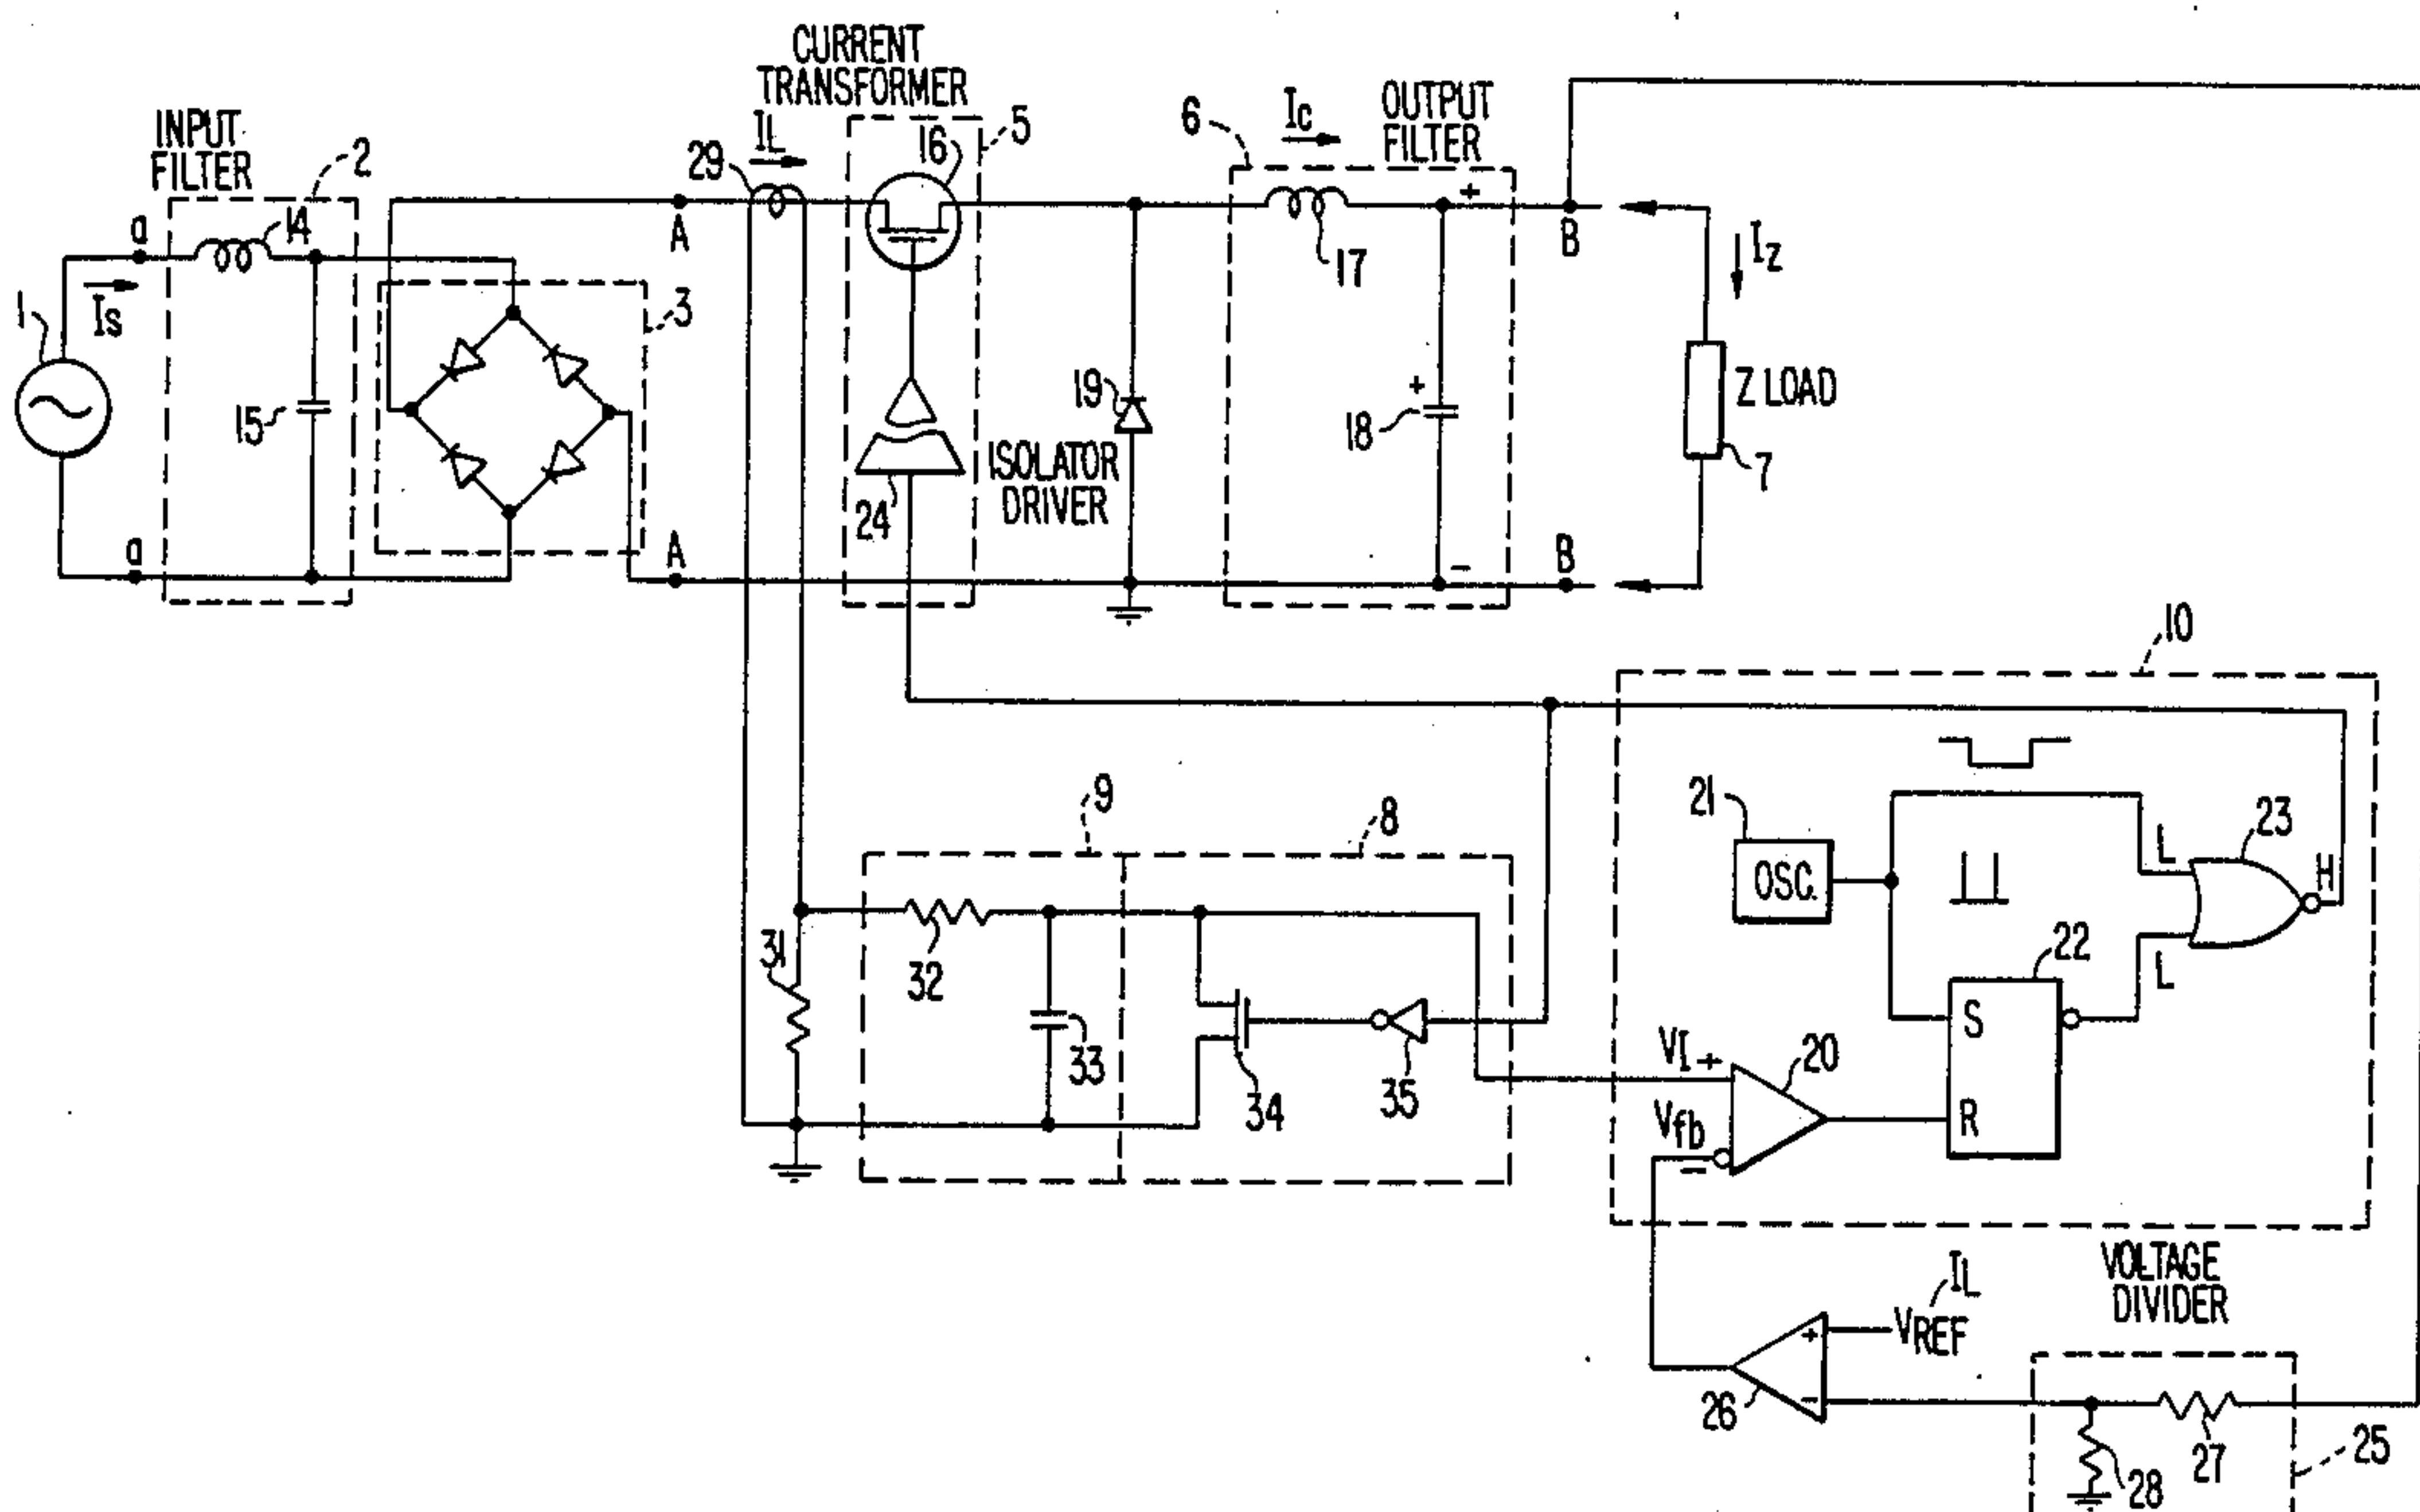 CURRENT
TRANSFORMER
INPUT
FILTER
2
29
IL
16
5
6
Ic
OUTPUT
FILTER
a
14
Is
1
15
3
A
+
17
B
Iz
19
+
18
Z LOAD
7
ISOLATOR
DRIVER
24
a
A
-
B
10
9
8
21
OSC.
L
23
H
31
32
33
34
35
22
S
L
R
VI +
20
Vfb
-
IL
VREF
+
-
26
VOLTAGE
DIVIDER
27
28
25